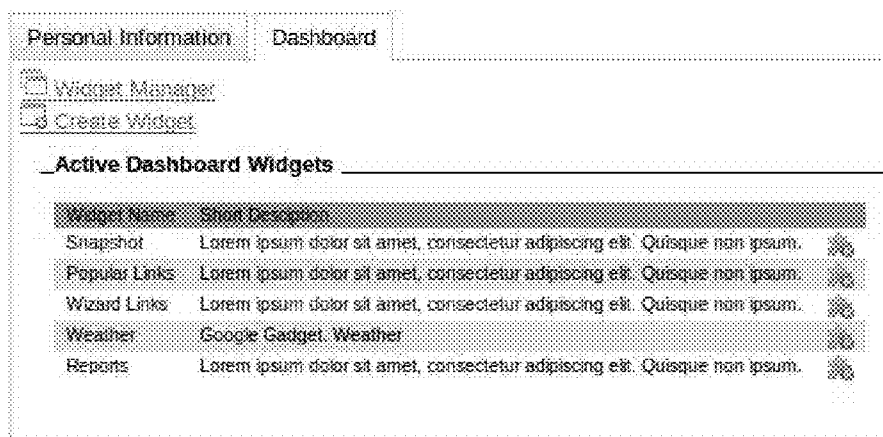 Personal Information Dashboard
Widget Manager
Create Widget
Active Dashboard Widgets
Widget Name Short Desciption
Snapshot Lorem ipsum dolor sit amet, consectetur adipiscing elit. Quisque non ipsum.
Popular Links Lorem ipsum dolor sit amet, consectetur adipiscing elit. Quisque non ipsum.
Wizard Links Lorem ipsum dolor sit amet, consectetur adipiscing elit. Quisque non ipsum.
Weather Google Gadget. Weather
Reports Lorem ipsum dolor sit amet, consectetur adipiscing elit. Quisque non ipsum.